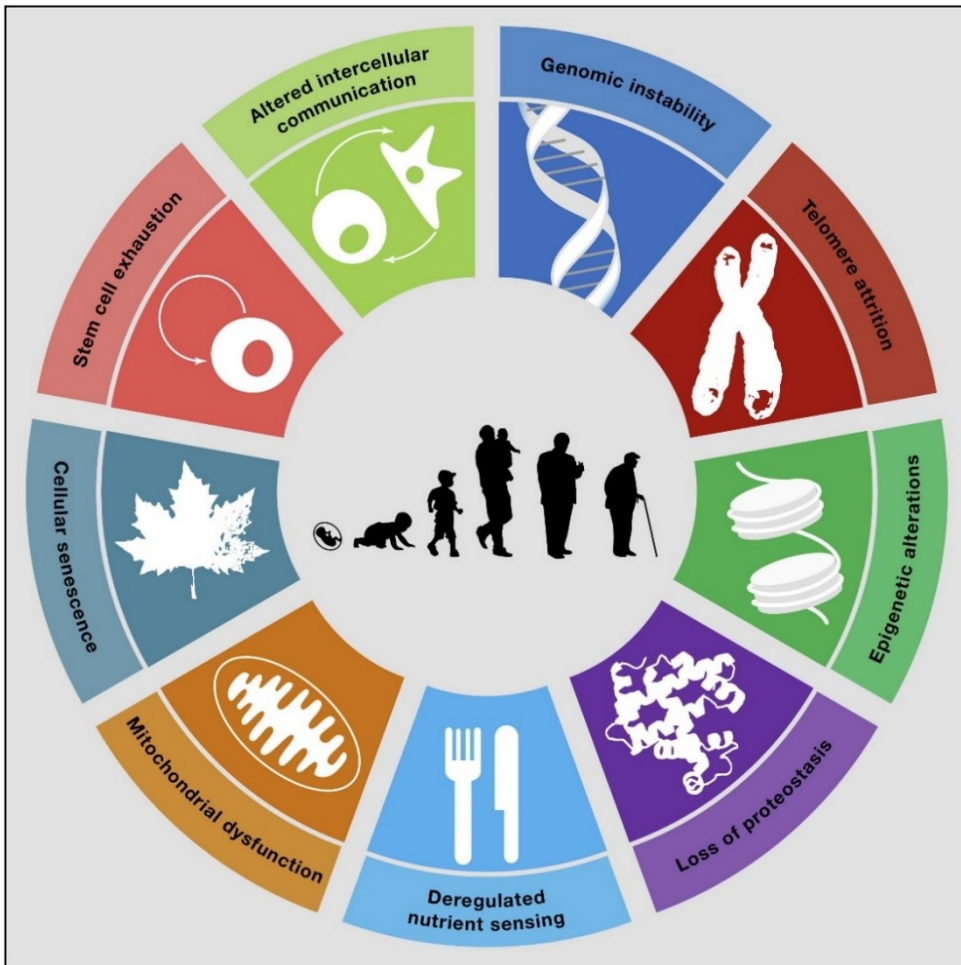 Genomic instability
Telomere attrition
Epigenetic alterations
Loss of proteostasis
Deregulated
nutrient sensing
Mitochondrial dysfunction
Cellular senescence
Stem cell exhaustion
Altered intercellular
communication